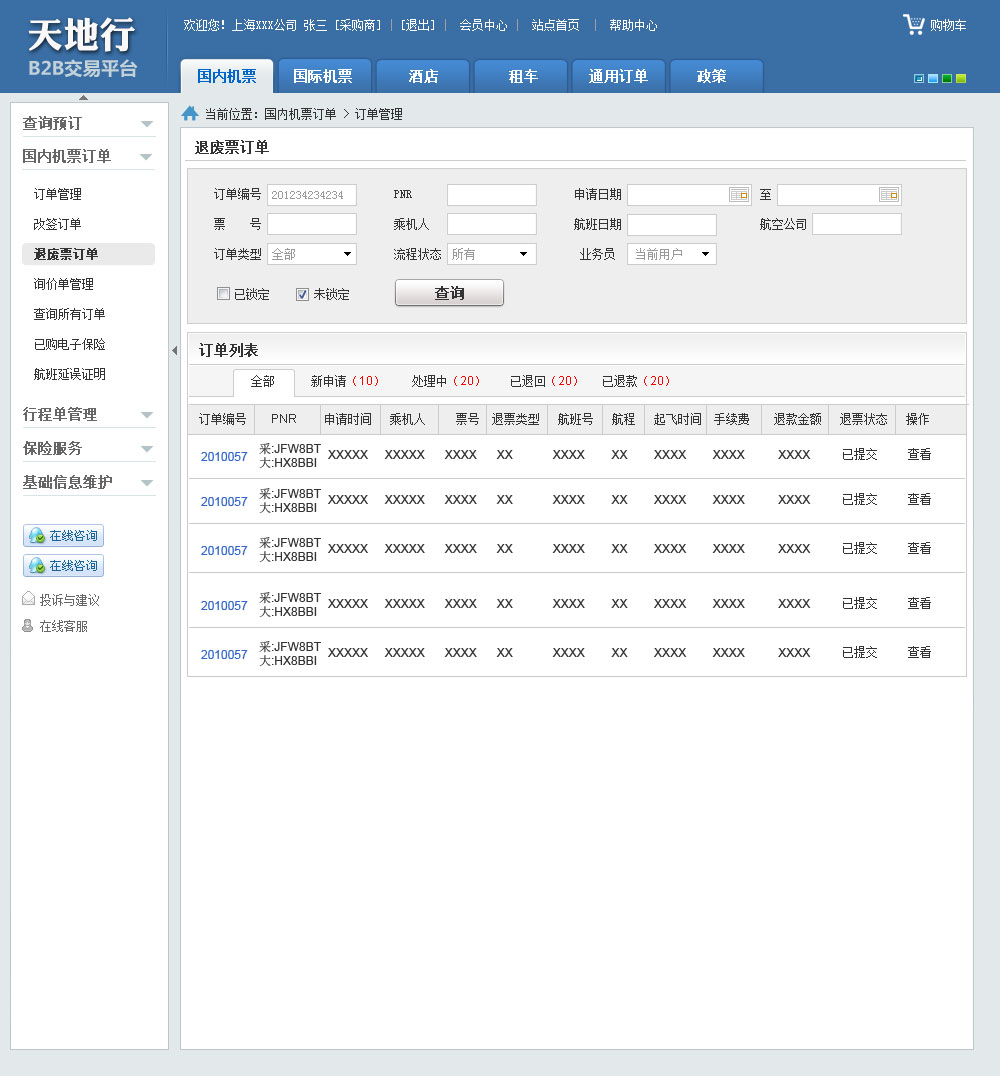 天地行
B2B交易平台
欢迎您! 上海XXX公司 张三 [采购商] | [退出] | 会员中心 | 站点首页 | 帮助中心
购物车
国内机票 国际机票 酒店 租车 通用订单 政策
查询预订
国内机票订单
订单管理
改签订单
退废票订单
询价单管理
查询所有订单
已购电子保险
航班延误证明
行程单管理
保险服务
基础信息维护
在线咨询
在线咨询
投诉与建议
在线客服
当前位置: 国内机票订单 > 订单管理
退废票订单
订单编号 201234234234 PNR 申请日期 至
票 号 乘机人 航班日期 航空公司
订单类型 全部 流程状态 所有 业务员 当前用户
已锁定 未锁定 查询
订单列表
全部 新申请(10) 处理中(20) 已退回(20) 已退款(20)
订单编号 PNR 申请时间 乘机人 票号 退票类型 航班号 航程 起飞时间 手续费 退款金额 退票状态 操作
2010057 采:JFW8BT XXXXX XXXXX XXXX XX XXXX XX XXXX XXXX XXXX 已提交 查看
大:HX8BBI
2010057 采:JFW8BT XXXXX XXXXX XXXX XX XXXX XX XXXX XXXX XXXX 已提交 查看
大:HX8BBI
2010057 采:JFW8BT XXXXX XXXXX XXXX XX XXXX XX XXXX XXXX XXXX 已提交 查看
大:HX8BBI
2010057 采:JFW8BT XXXXX XXXXX XXXX XX XXXX XX XXXX XXXX XXXX 已提交 查看
大:HX8BBI
2010057 采:JFW8BT XXXXX XXXXX XXXX XX XXXX XX XXXX XXXX XXXX 已提交 查看
大:HX8BBI